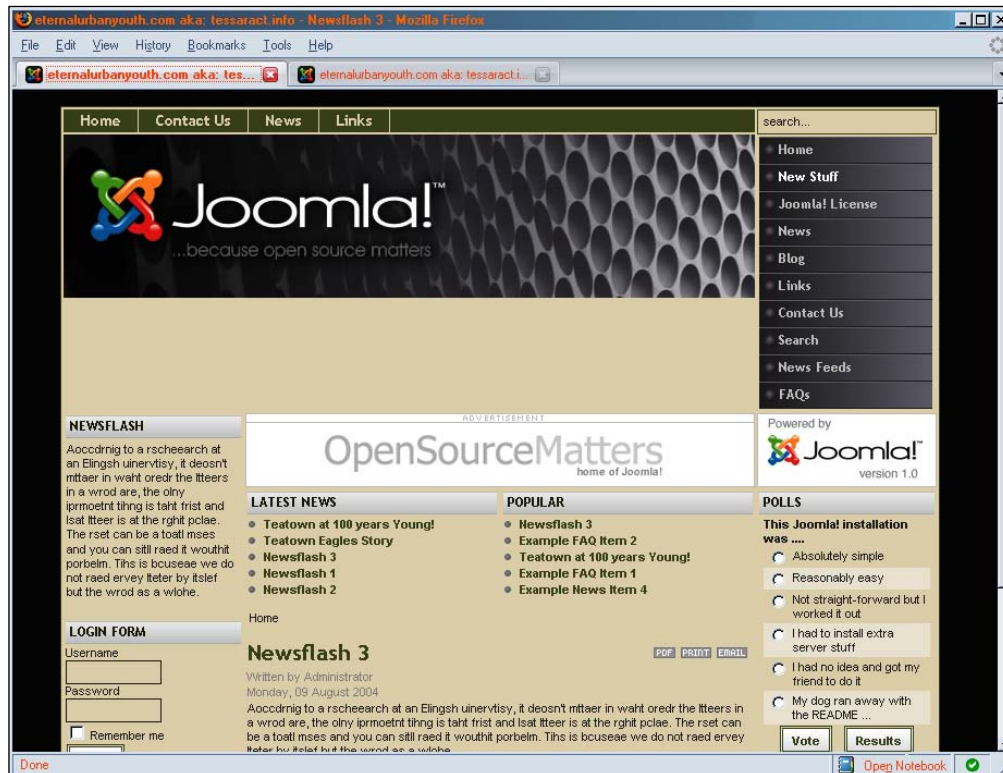 eternalurbanyouth.com aka: tessaract.info - Newsflash 3 - Mozilla Firefox
File Edit View History Bookmarks Tools Help
eternalurbanyouth.com aka: tes... eternalurbanyouth.com aka: tessaract.i...
Home Contact Us News Links
search...
Joomla!™
...because open source matters
Home
New Stuff
Joomla! License
News
Blog
Links
Contact Us
Search
News Feeds
FAQs
NEWSFLASH
Aoccdrnig to a rscheearch at
an Elingsh uinervtisy, it deosn't
mttaer in waht oredr the ltteers
in a wrod are, the olny
iprmoetnt tihng is taht frist and
lsat ltteer is at the rghit pclae.
The rset can be a toatl mses
and you can sitll raed it wouthit
porbelm. Tihs is bcuseae we do
not raed ervey lteter by itslef
but the wrod as a wlohe.
LOGIN FORM
Username
Password
Remember me
ADVERTISEMENT
OpenSourceMatters
home of Joomla!
LATEST NEWS
Teatown at 100 years Young!
Teatown Eagles Story
Newsflash 3
Newsflash 1
Newsflash 2
POPULAR
Newsflash 3
Example FAQ Item 2
Teatown at 100 years Young!
Example FAQ Item 1
Example News Item 4
Home
Newsflash 3
PDF PRINT EMAIL
Written by Administrator
Monday, 09 August 2004
Aoccdrnig to a rscheearch at an Elingsh uinervtisy, it deosn't mttaer in waht oredr the ltteers in
a wrod are, the olny iprmoetnt tihng is taht frist and lsat ltteer is at the rghit pclae. The rset can
be a toatl mses and you can sitll raed it wouthit porbelm. Tihs is bcuseae we do not raed ervey
lteter by itslef but the wrod as a wlohe.
Powered by
Joomla!™
version 1.0
POLLS
This Joomla! installation
was ....
Absolutely simple
Reasonably easy
Not straight-forward but I
worked it out
I had to install extra
server stuff
I had no idea and got my
friend to do it
My dog ran away with
the README ...
Vote Results
Done
Open Notebook